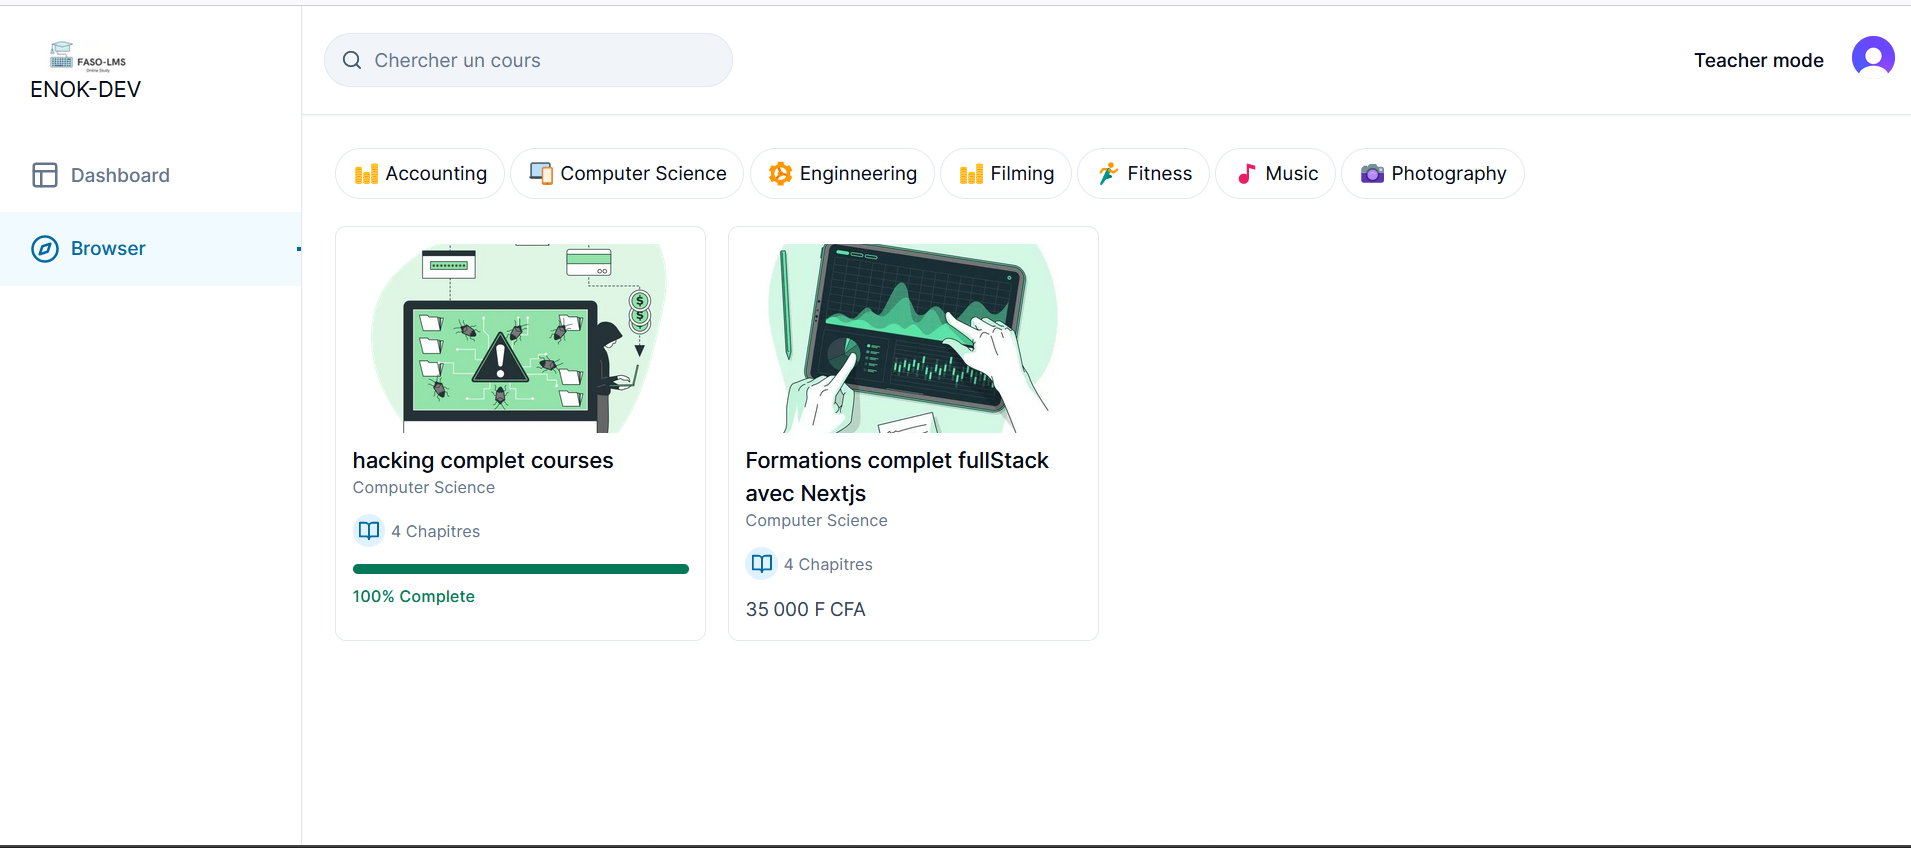 FASO-LMS
Online Study
ENOK-DEV
Chercher un cours
Teacher mode
Dashboard
Browser
Accounting
Computer Science
Enginneering
Filming
Fitness
Music
Photography
hacking complet courses
Computer Science
4 Chapitres
100% Complete
Formations complet fullStack
avec Nextjs
Computer Science
4 Chapitres
35 000 F CFA